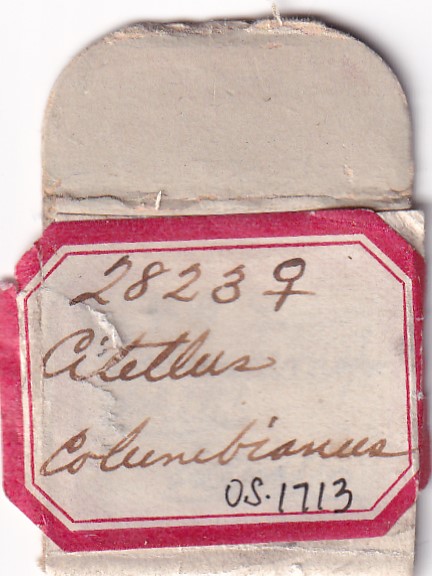 2823 ♀
Citellus
Columbianus
OS.1713